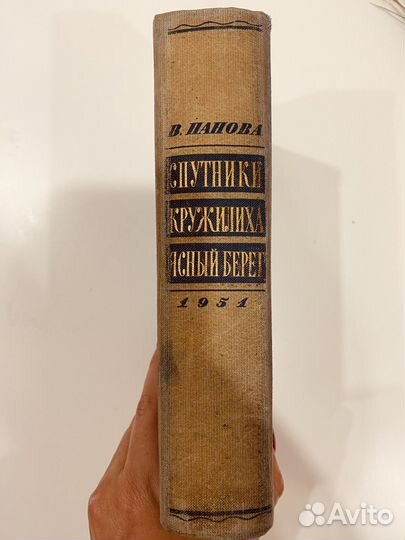 В. ПАНОВА
СПУТНИКИ
КРУЖИЛИХА
ЯСНЫЙ БЕРЕГ
1951
Avito